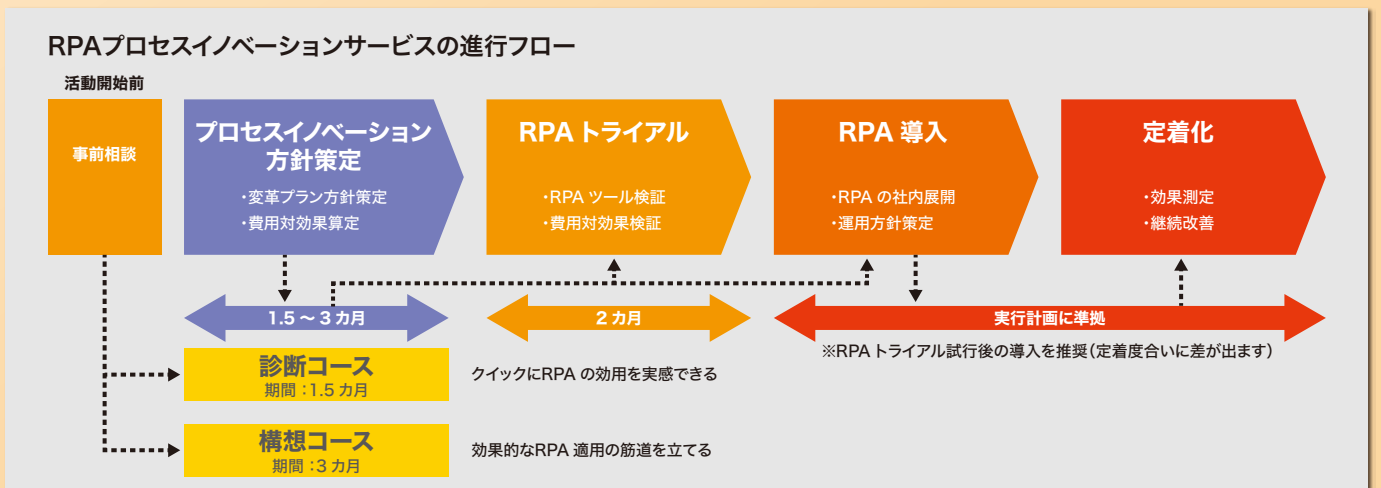 RPAプロセスイノベーションサービスの進行フロー
活動開始前
事前相談
プロセスイノベーション
方針策定
・変革プラン方針策定
・費用対効果算定
RPA トライアル
・RPA ツール検証
・費用対効果検証
RPA 導入
・RPA の社内展開
・運用方針策定
定着化
・効果測定
・継続改善
1.5 ～ 3 カ月
2 カ月
実行計画に準拠
※RPA トライアル試行後の導入を推奨（定着度合いに差が出ます）
診断コース
期間：1.5 カ月
クイックにRPA の効用を実感できる
構想コース
期間：3 カ月
効果的なRPA 適用の筋道を立てる